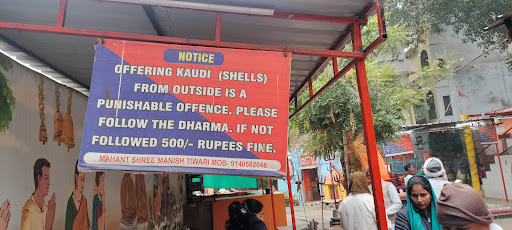 NOTICE
OFFERING KAUDI (SHELLS)
FROM OUTSIDE IS A
PUNISHABLE OFFENCE. PLEASE
FOLLOW THE DHARMA. IF NOT
FOLLOWED 500/- RUPEES FINE.
MAHANT SHREE MANISH TIWARI MOB- 9140582648